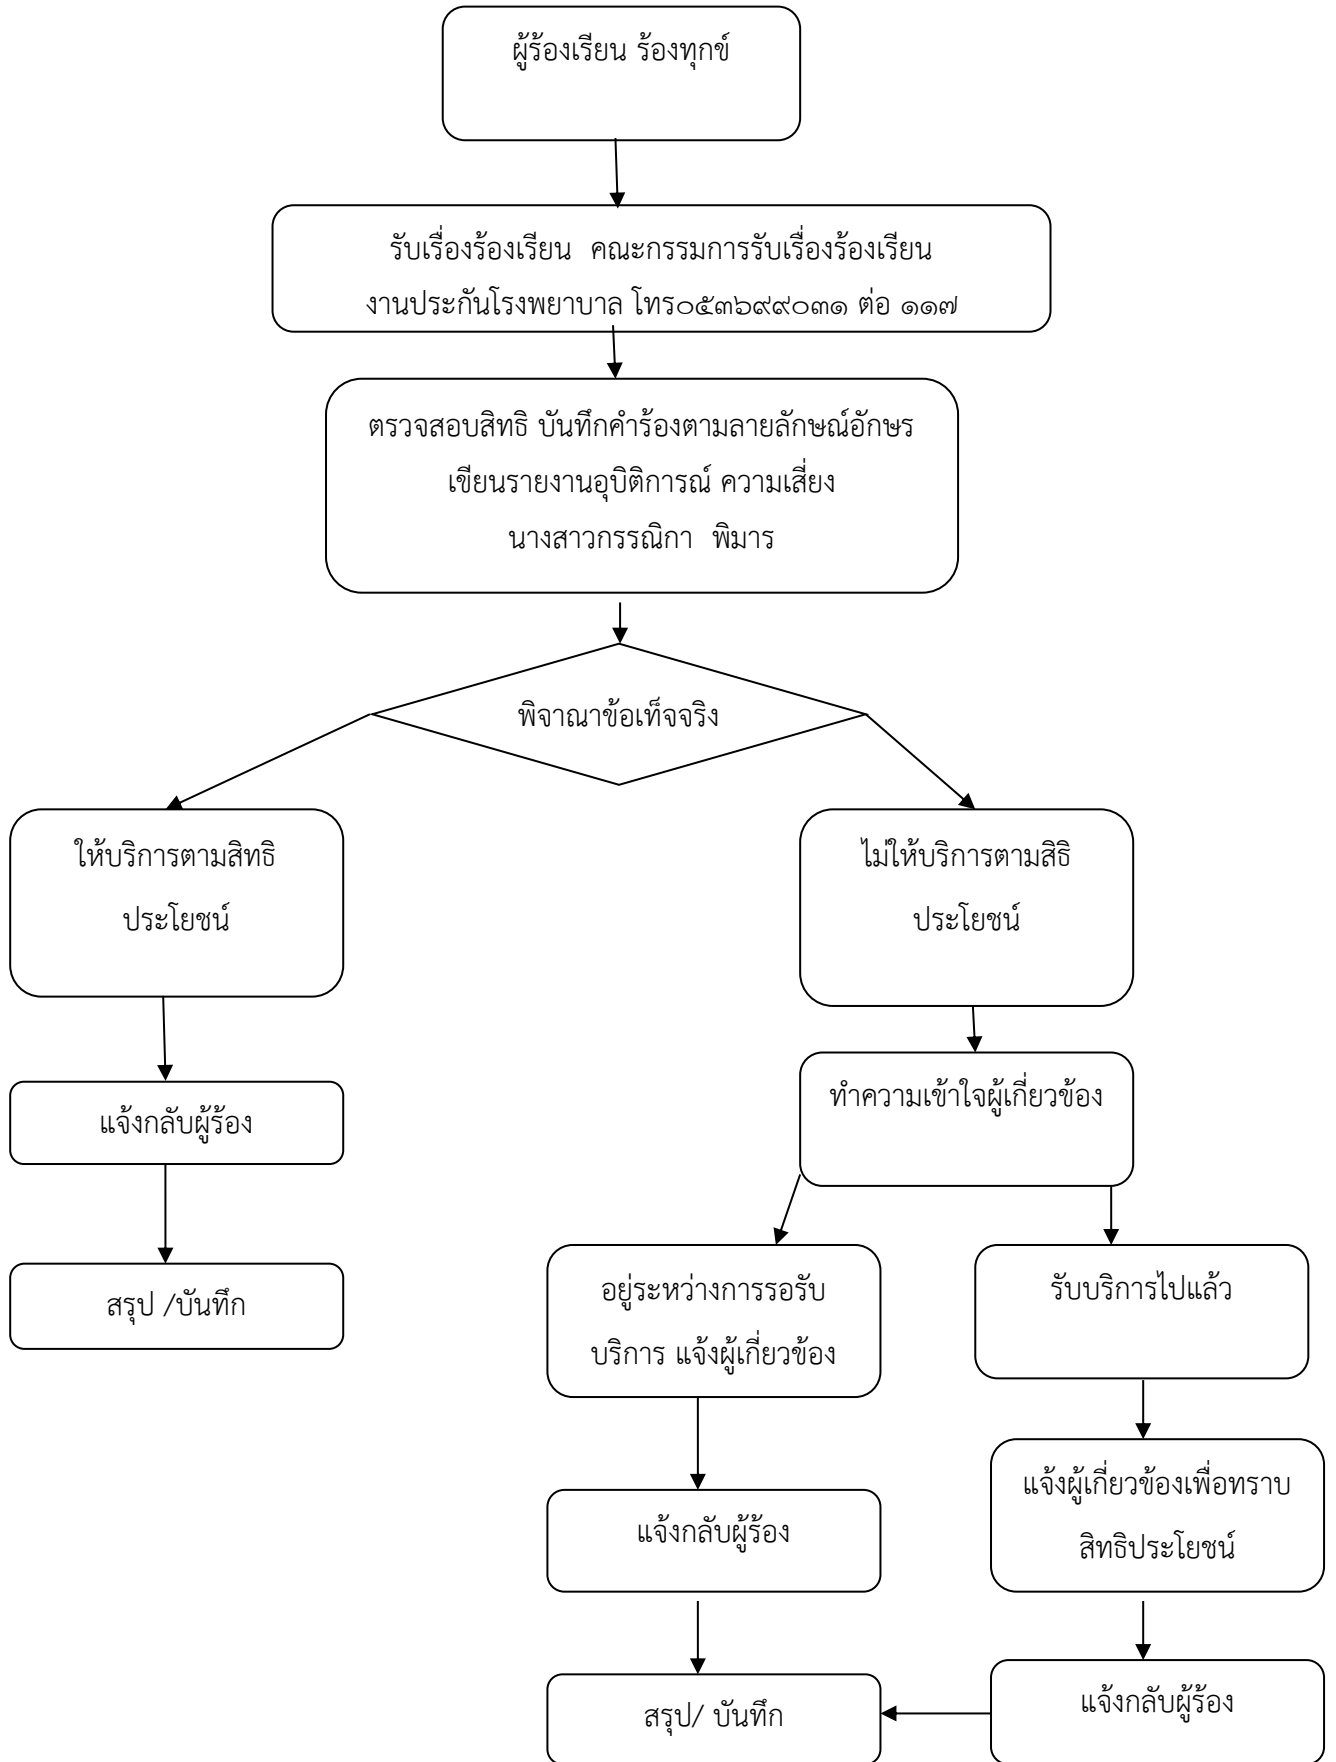 ผู้ร้องเรียน ร้องทุกข์
รับเรื่องร้องเรียน คณะกรรมการรับเรื่องร้องเรียน
งานประกันโรงพยาบาล โทร๐๕๓๖๙๙๐๓๑ ต่อ ๑๑๗
ตรวจสอบสิทธิ บันทึกคำร้องตามลายลักษณ์อักษร
เขียนรายงานอุบิติการณ์ ความเสี่ยง
นางสาวกรรณิกา พิมาร
พิจาณาข้อเท็จจริง
ให้บริการตามสิทธิ
ประโยชน์
ไม่ให้บริการตามสิธิ
ประโยชน์
แจ้งกลับผู้ร้อง
สรุป /บันทึก
ทำความเข้าใจผู้เกี่ยวข้อง
อยู่ระหว่างการรอรับ
บริการ แจ้งผู้เกี่ยวข้อง
รับบริการไปแล้ว
แจ้งกลับผู้ร้อง
แจ้งผู้เกี่ยวข้องเพื่อทราบ
สิทธิประโยชน์
สรุป/ บันทึก
แจ้งกลับผู้ร้อง